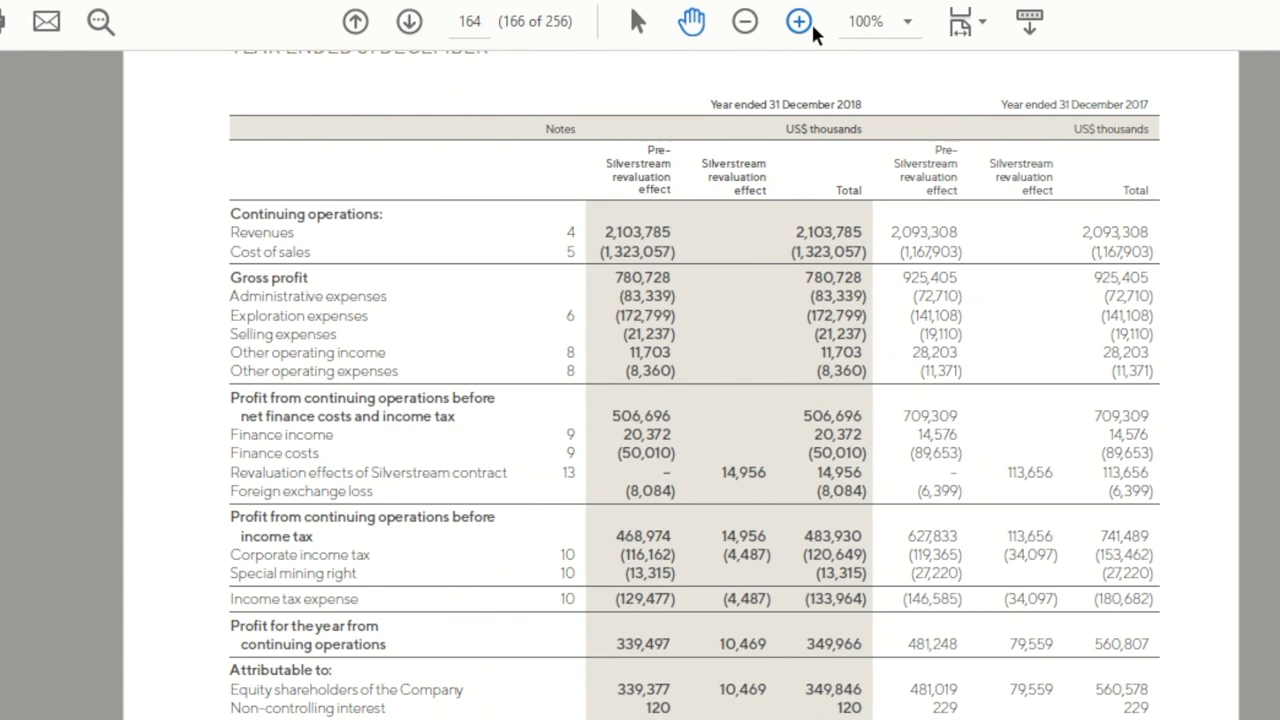 164 (166 of 256) 100%
YEAR ENDED 31 DECEMBER
Year ended 31 December 2018 Year ended 31 December 2017
Notes US$ thousands US$ thousands
Pre- Pre-
Silverstream Silverstream Silverstream Silverstream
revaluation revaluation revaluation revaluation
effect effect Total effect effect Total
Continuing operations:
Revenues 4 2,103,785 2,103,785 2,093,308 2,093,308
Cost of sales 5 (1,323,057) (1,323,057) (1,167,903) (1,167,903)
Gross profit 780,728 780,728 925,405 925,405
Administrative expenses (83,339) (83,339) (72,710) (72,710)
Exploration expenses 6 (172,799) (172,799) (141,108) (141,108)
Selling expenses (21,237) (21,237) (19,110) (19,110)
Other operating income 8 11,703 11,703 28,203 28,203
Other operating expenses 8 (8,360) (8,360) (11,371) (11,371)
Profit from continuing operations before
net finance costs and income tax 506,696 506,696 709,309 709,309
Finance income 9 20,372 20,372 14,576 14,576
Finance costs 9 (50,010) (50,010) (89,653) (89,653)
Revaluation effects of Silverstream contract 13 – 14,956 14,956 – 113,656 113,656
Foreign exchange loss (8,084) (8,084) (6,399) (6,399)
Profit from continuing operations before
income tax 468,974 14,956 483,930 627,833 113,656 741,489
Corporate income tax 10 (116,162) (4,487) (120,649) (119,365) (34,097) (153,462)
Special mining right 10 (13,315) (13,315) (27,220) (27,220)
Income tax expense 10 (129,477) (4,487) (133,964) (146,585) (34,097) (180,682)
Profit for the year from
continuing operations 339,497 10,469 349,966 481,248 79,559 560,807
Attributable to:
Equity shareholders of the Company 339,377 10,469 349,846 481,019 79,559 560,578
Non-controlling interest 120 120 229 229